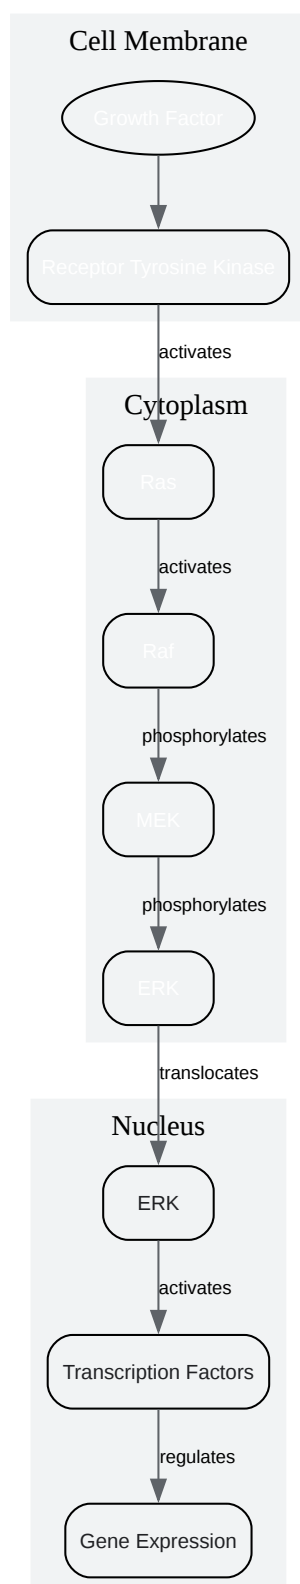 Cell Membrane
Growth Factor
Receptor Tyrosine Kinase
activates
Cytoplasm
Ras
activates
Raf
phosphorylates
MEK
phosphorylates
ERK
translocates
Nucleus
ERK
activates
Transcription Factors
regulates
Gene Expression